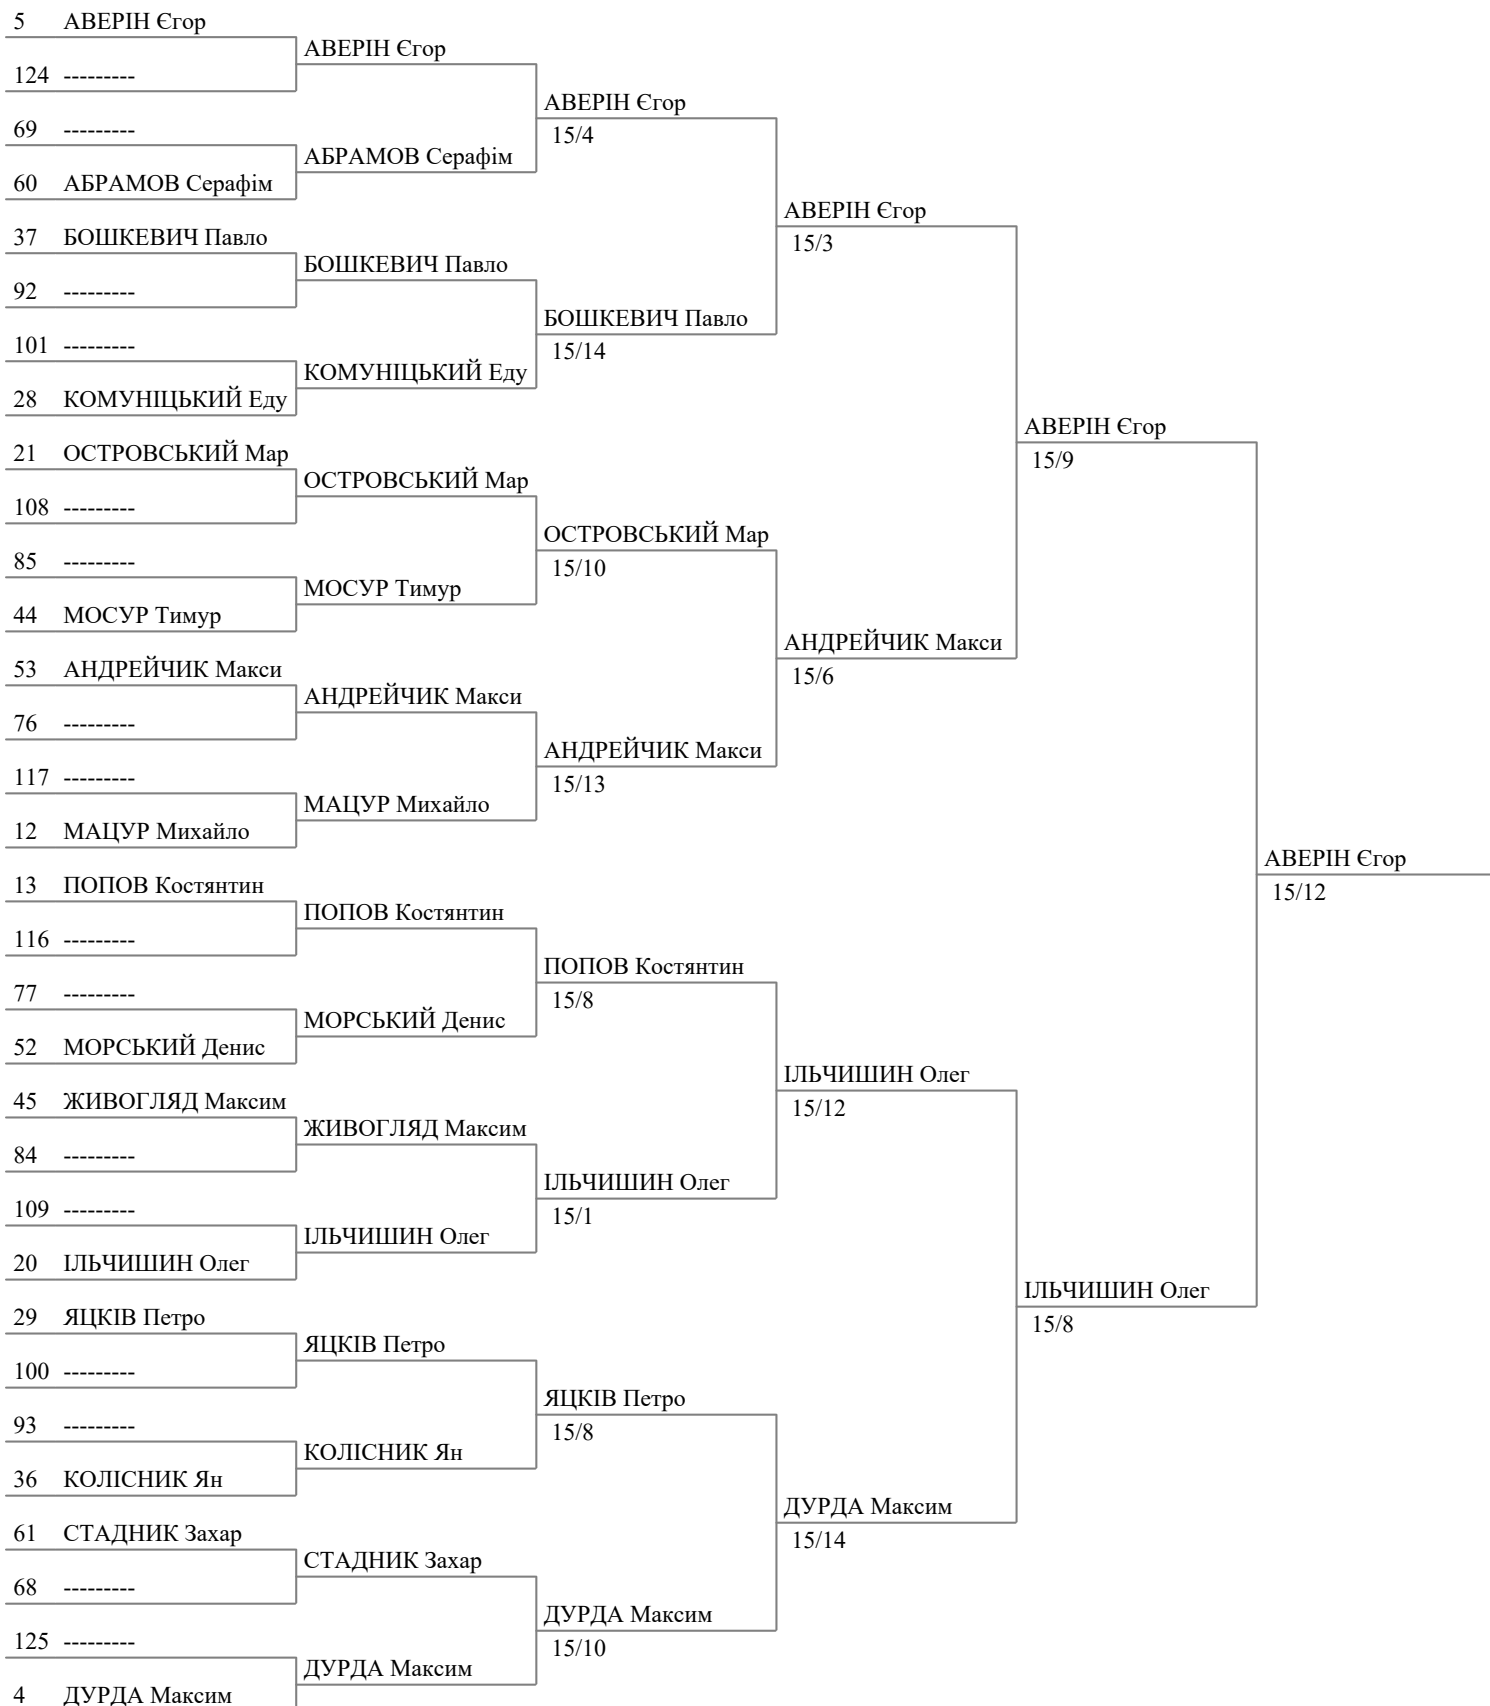 5 АВЕРІН Єгор
124 ---------
69 ---------
60 АБРАМОВ Серафім
37 БОШКЕВИЧ Павло
92 ---------
101 ---------
28 КОМУНІЦЬКИЙ Еду
21 ОСТРОВСЬКИЙ Мар
108 ---------
85 ---------
44 МОСУР Тимур
53 АНДРЕЙЧИК Макси
76 ---------
117 ---------
12 МАЦУР Михайло
13 ПОПОВ Костянтин
116 ---------
77 ---------
52 МОРСЬКИЙ Денис
45 ЖИВОГЛЯД Максим
84 ---------
109 ---------
20 ІЛЬЧИШИН Олег
29 ЯЦКІВ Петро
100 ---------
93 ---------
36 КОЛІСНИК Ян
61 СТАДНИК Захар
68 ---------
125 ---------
4 ДУРДА Максим
АВЕРІН Єгор
АБРАМОВ Серафім
БОШКЕВИЧ Павло
КОМУНІЦЬКИЙ Еду
ОСТРОВСЬКИЙ Мар
МОСУР Тимур
АНДРЕЙЧИК Макси
МАЦУР Михайло
ПОПОВ Костянтин
МОРСЬКИЙ Денис
ЖИВОГЛЯД Максим
ІЛЬЧИШИН Олег
ЯЦКІВ Петро
КОЛІСНИК Ян
СТАДНИК Захар
ДУРДА Максим
АВЕРІН Єгор
15/4
БОШКЕВИЧ Павло
15/14
ОСТРОВСЬКИЙ Мар
15/10
АНДРЕЙЧИК Макси
15/13
ПОПОВ Костянтин
15/8
ІЛЬЧИШИН Олег
15/1
ЯЦКІВ Петро
15/8
ДУРДА Максим
15/10
АВЕРІН Єгор
15/3
АНДРЕЙЧИК Макси
15/6
ІЛЬЧИШИН Олег
15/12
ДУРДА Максим
15/14
АВЕРІН Єгор
15/9
ІЛЬЧИШИН Олег
15/8
АВЕРІН Єгор
15/12